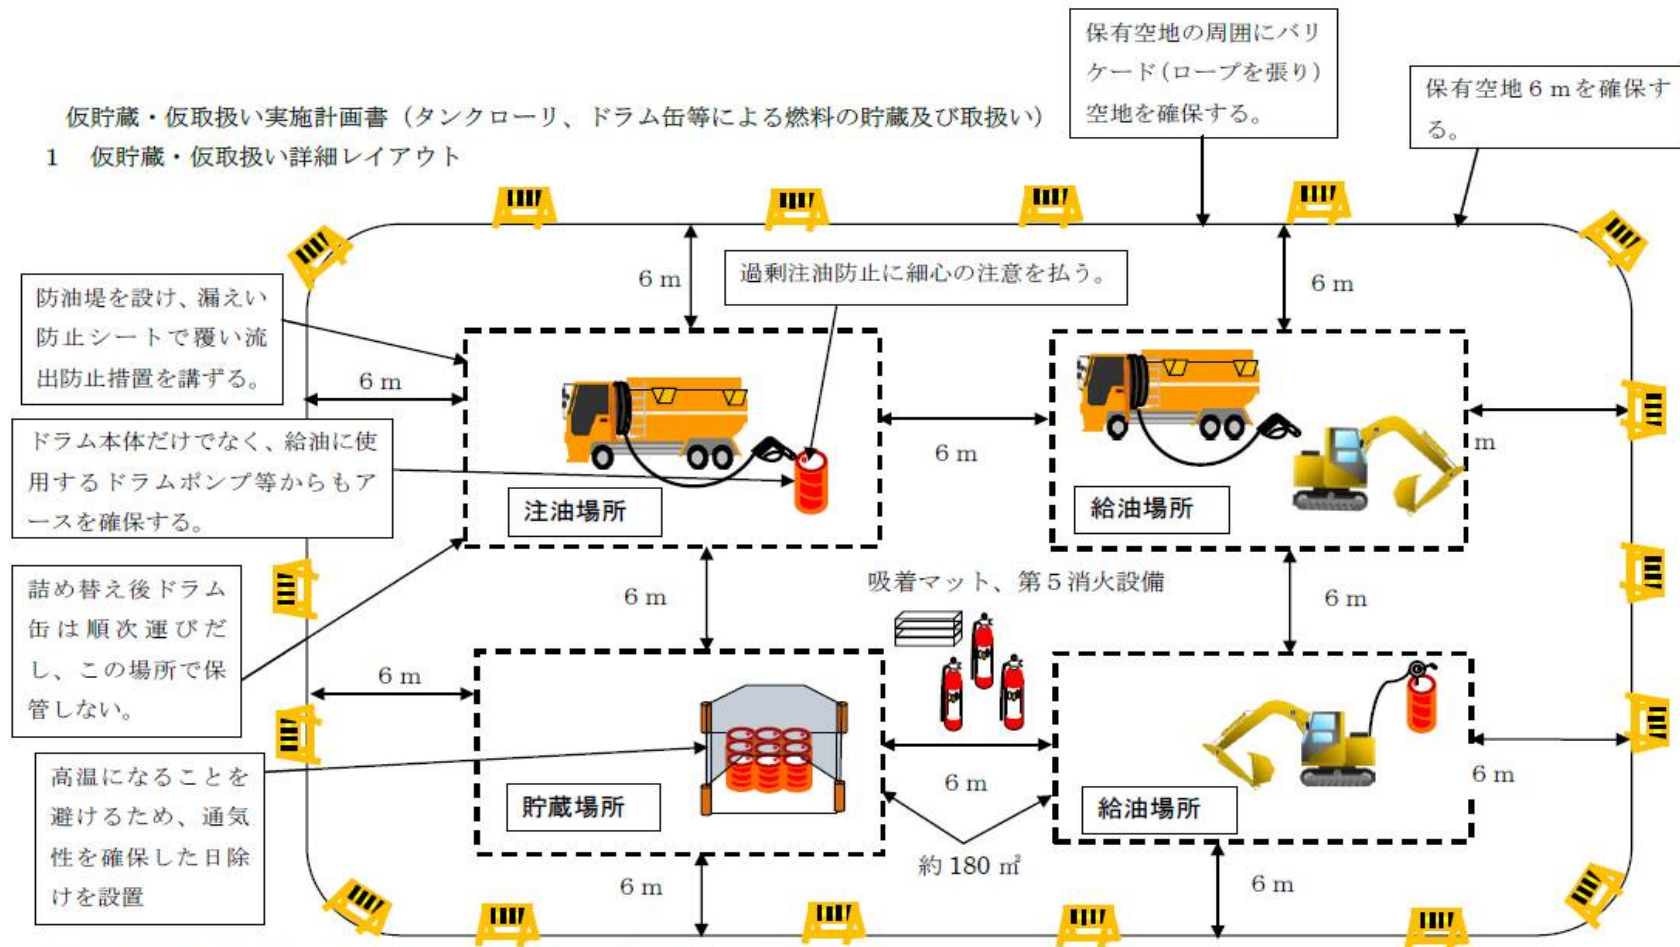 保有空地の周囲にバリ
ケード(ロープを張り)
空地を確保する。
保有空地6mを確保す
る。
仮貯蔵・仮取扱い実施計画書(タンクローリ、ドラム缶等による燃料の貯蔵及び取扱い)
1 仮貯蔵・仮取扱い詳細レイアウト
6m
過剰注油防止に細心の注意を払う。
6m
防油堤を設け、漏えい
防止シートで覆い流
出防止措置を講ずる。
6m
6m
m
ドラム本体だけでなく、給油に使
用するドラムポンプ等からもア
ースを確保する。
注油場所
給油場所
詰め替え後ドラム
缶は順次運びだ
し、この場所で保
管しない。
6m
吸着マット、第5消火設備
6m
6m
高温になることを
避けるため、通気
性を確保した日除
けを設置
貯蔵場所
6m
給油場所
6m
約180㎡
6m
6m